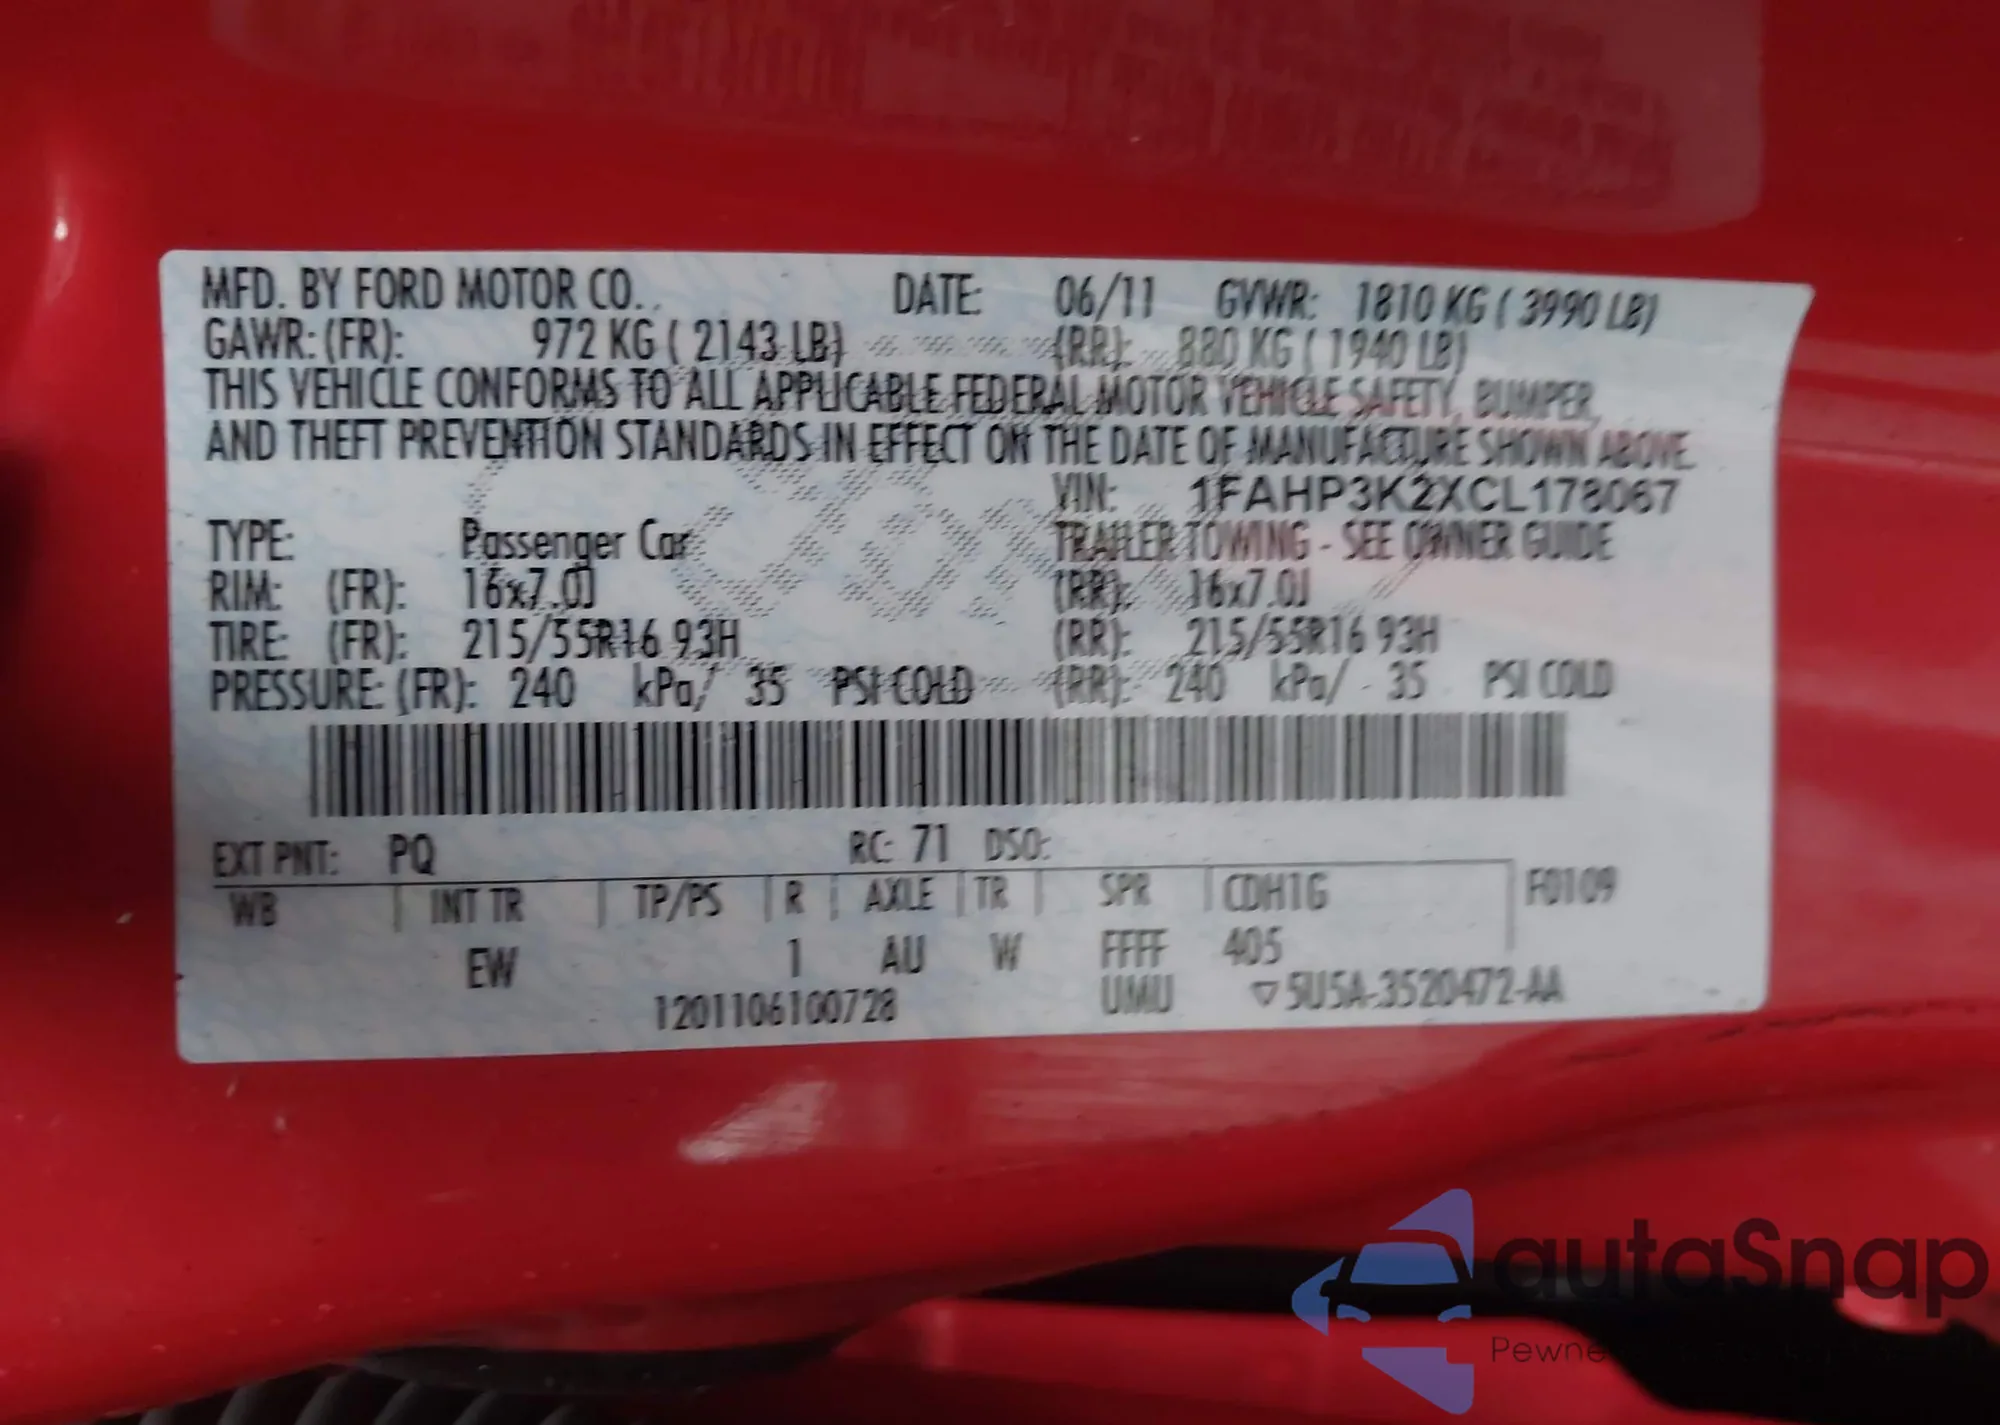 MFD. BY FORD MOTOR CO. DATE: 06/11 GVWR: 1810 KG ( 3990 LB)
GAWR: (FR): 972 KG ( 2143 LB) (RR): 880 KG ( 1940 LB)
THIS VEHICLE CONFORMS TO ALL APPLICABLE FEDERAL MOTOR VEHICLE SAFETY, BUMPER,
AND THEFT PREVENTION STANDARDS IN EFFECT ON THE DATE OF MANUFACTURE SHOWN ABOVE.
VIN: 1FAHP3K2XCL178067
TYPE: Passenger Car TRAILER TOWING - SEE OWNER GUIDE
RIM: (FR): 16x7.0J (RR): 16x7.0J
TIRE: (FR): 215/55R16 93H (RR): 215/55R16 93H
PRESSURE: (FR): 240 kPa/ 35 PSI COLD (RR): 240 kPa/ 35 PSI COLD
EXT PNT: PQ RC: 71 DSO:
WB INT TR TP/PS R AXLE TR SPR CDH1G F0109
EW 1 AU W FFFF 405
1201106100728 UMU ▽5U5A-3520472-AA
autaSnap